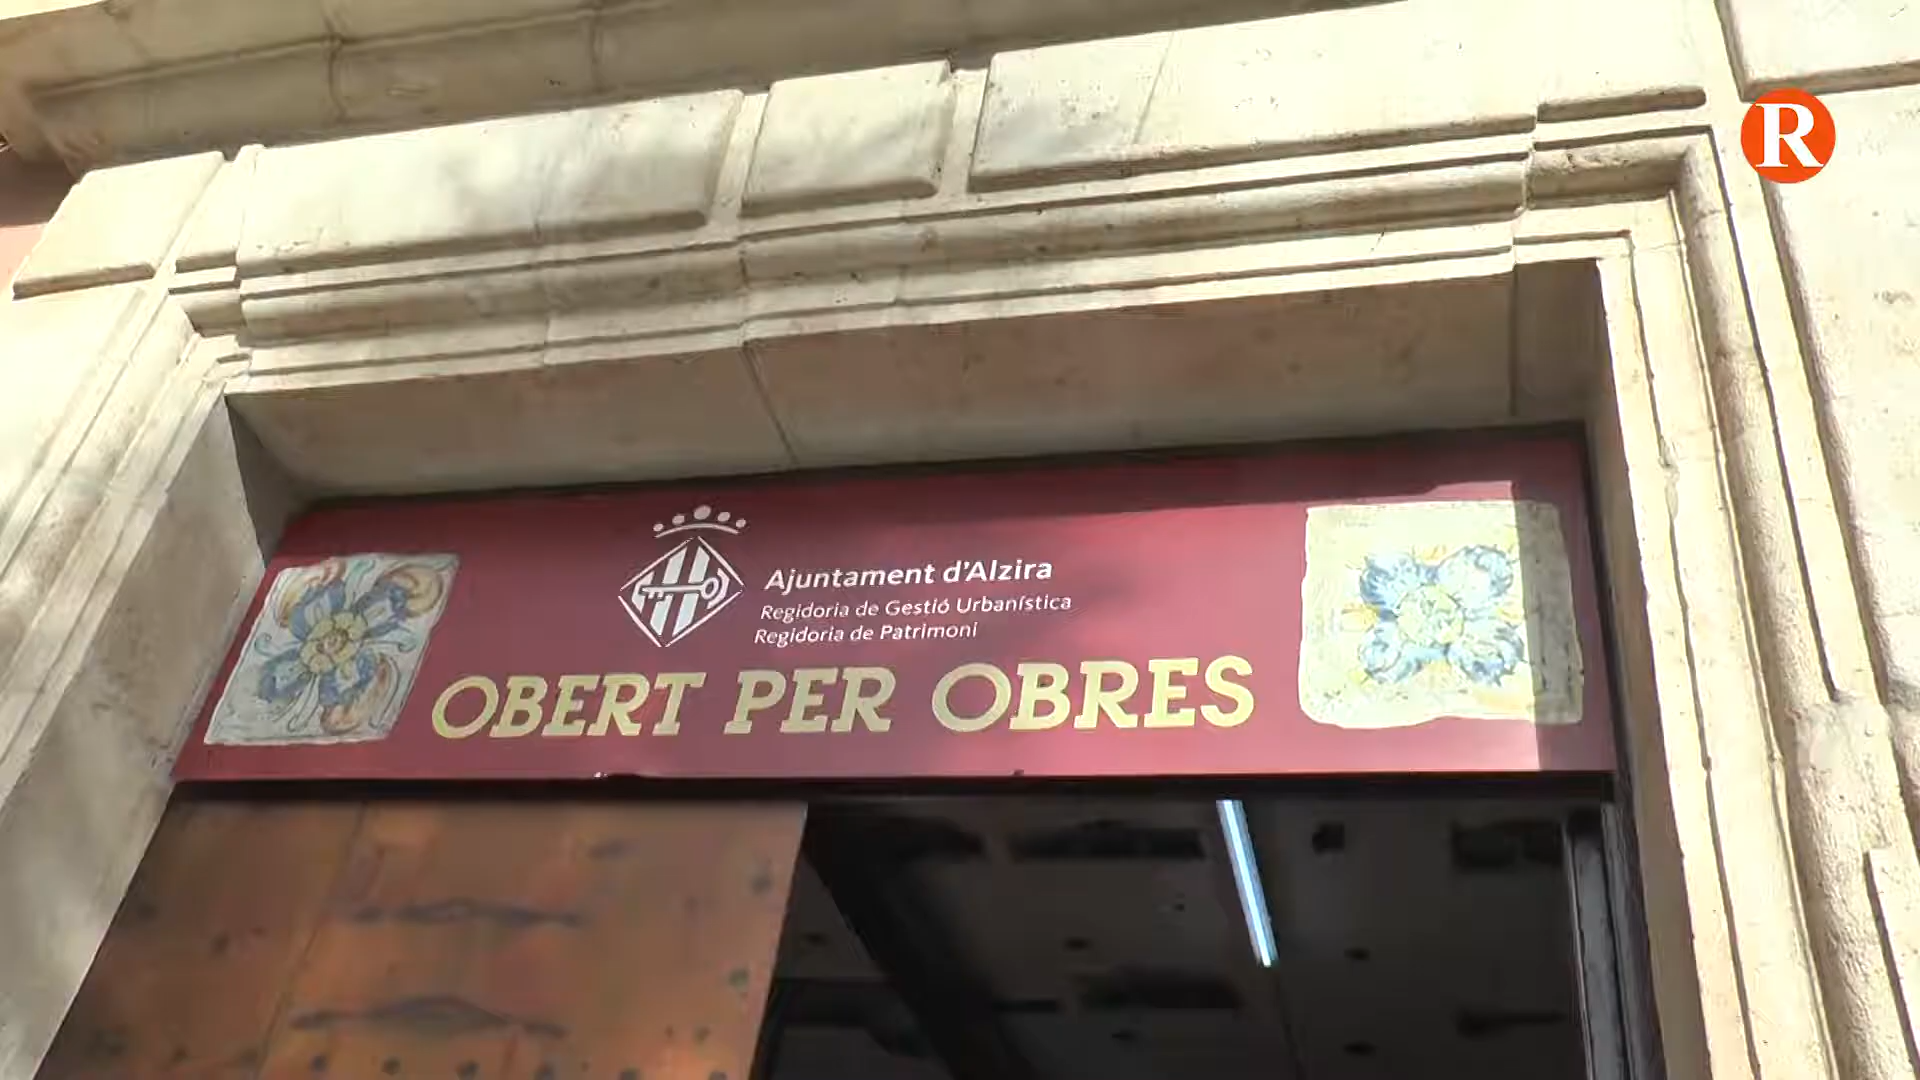 R
Ajuntament d'Alzira
Regidoria de Gestió Urbanística
Regidoria de Patrimoni
OBERT PER OBRES